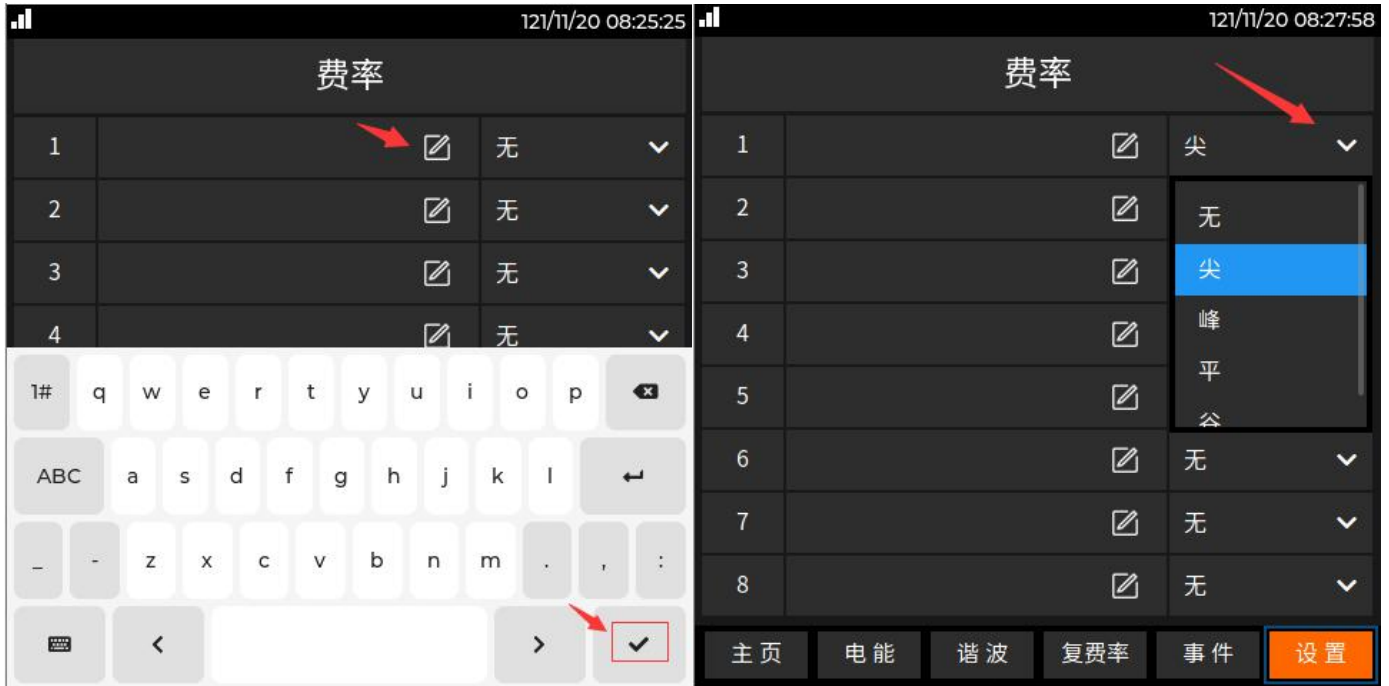 121/11/20 08:25:25
费率
1 无
2 无
3 无
4 无
1# q w e r t y u i o p
ABC a s d f g h j k l
_ - z x c v b n m . , :
121/11/20 08:27:58
费率
1 尖
2
无
3 尖
4 峰
5 平
谷
6 无
7 无
8 无
主页 电能 谐波 复费率 事件 设置